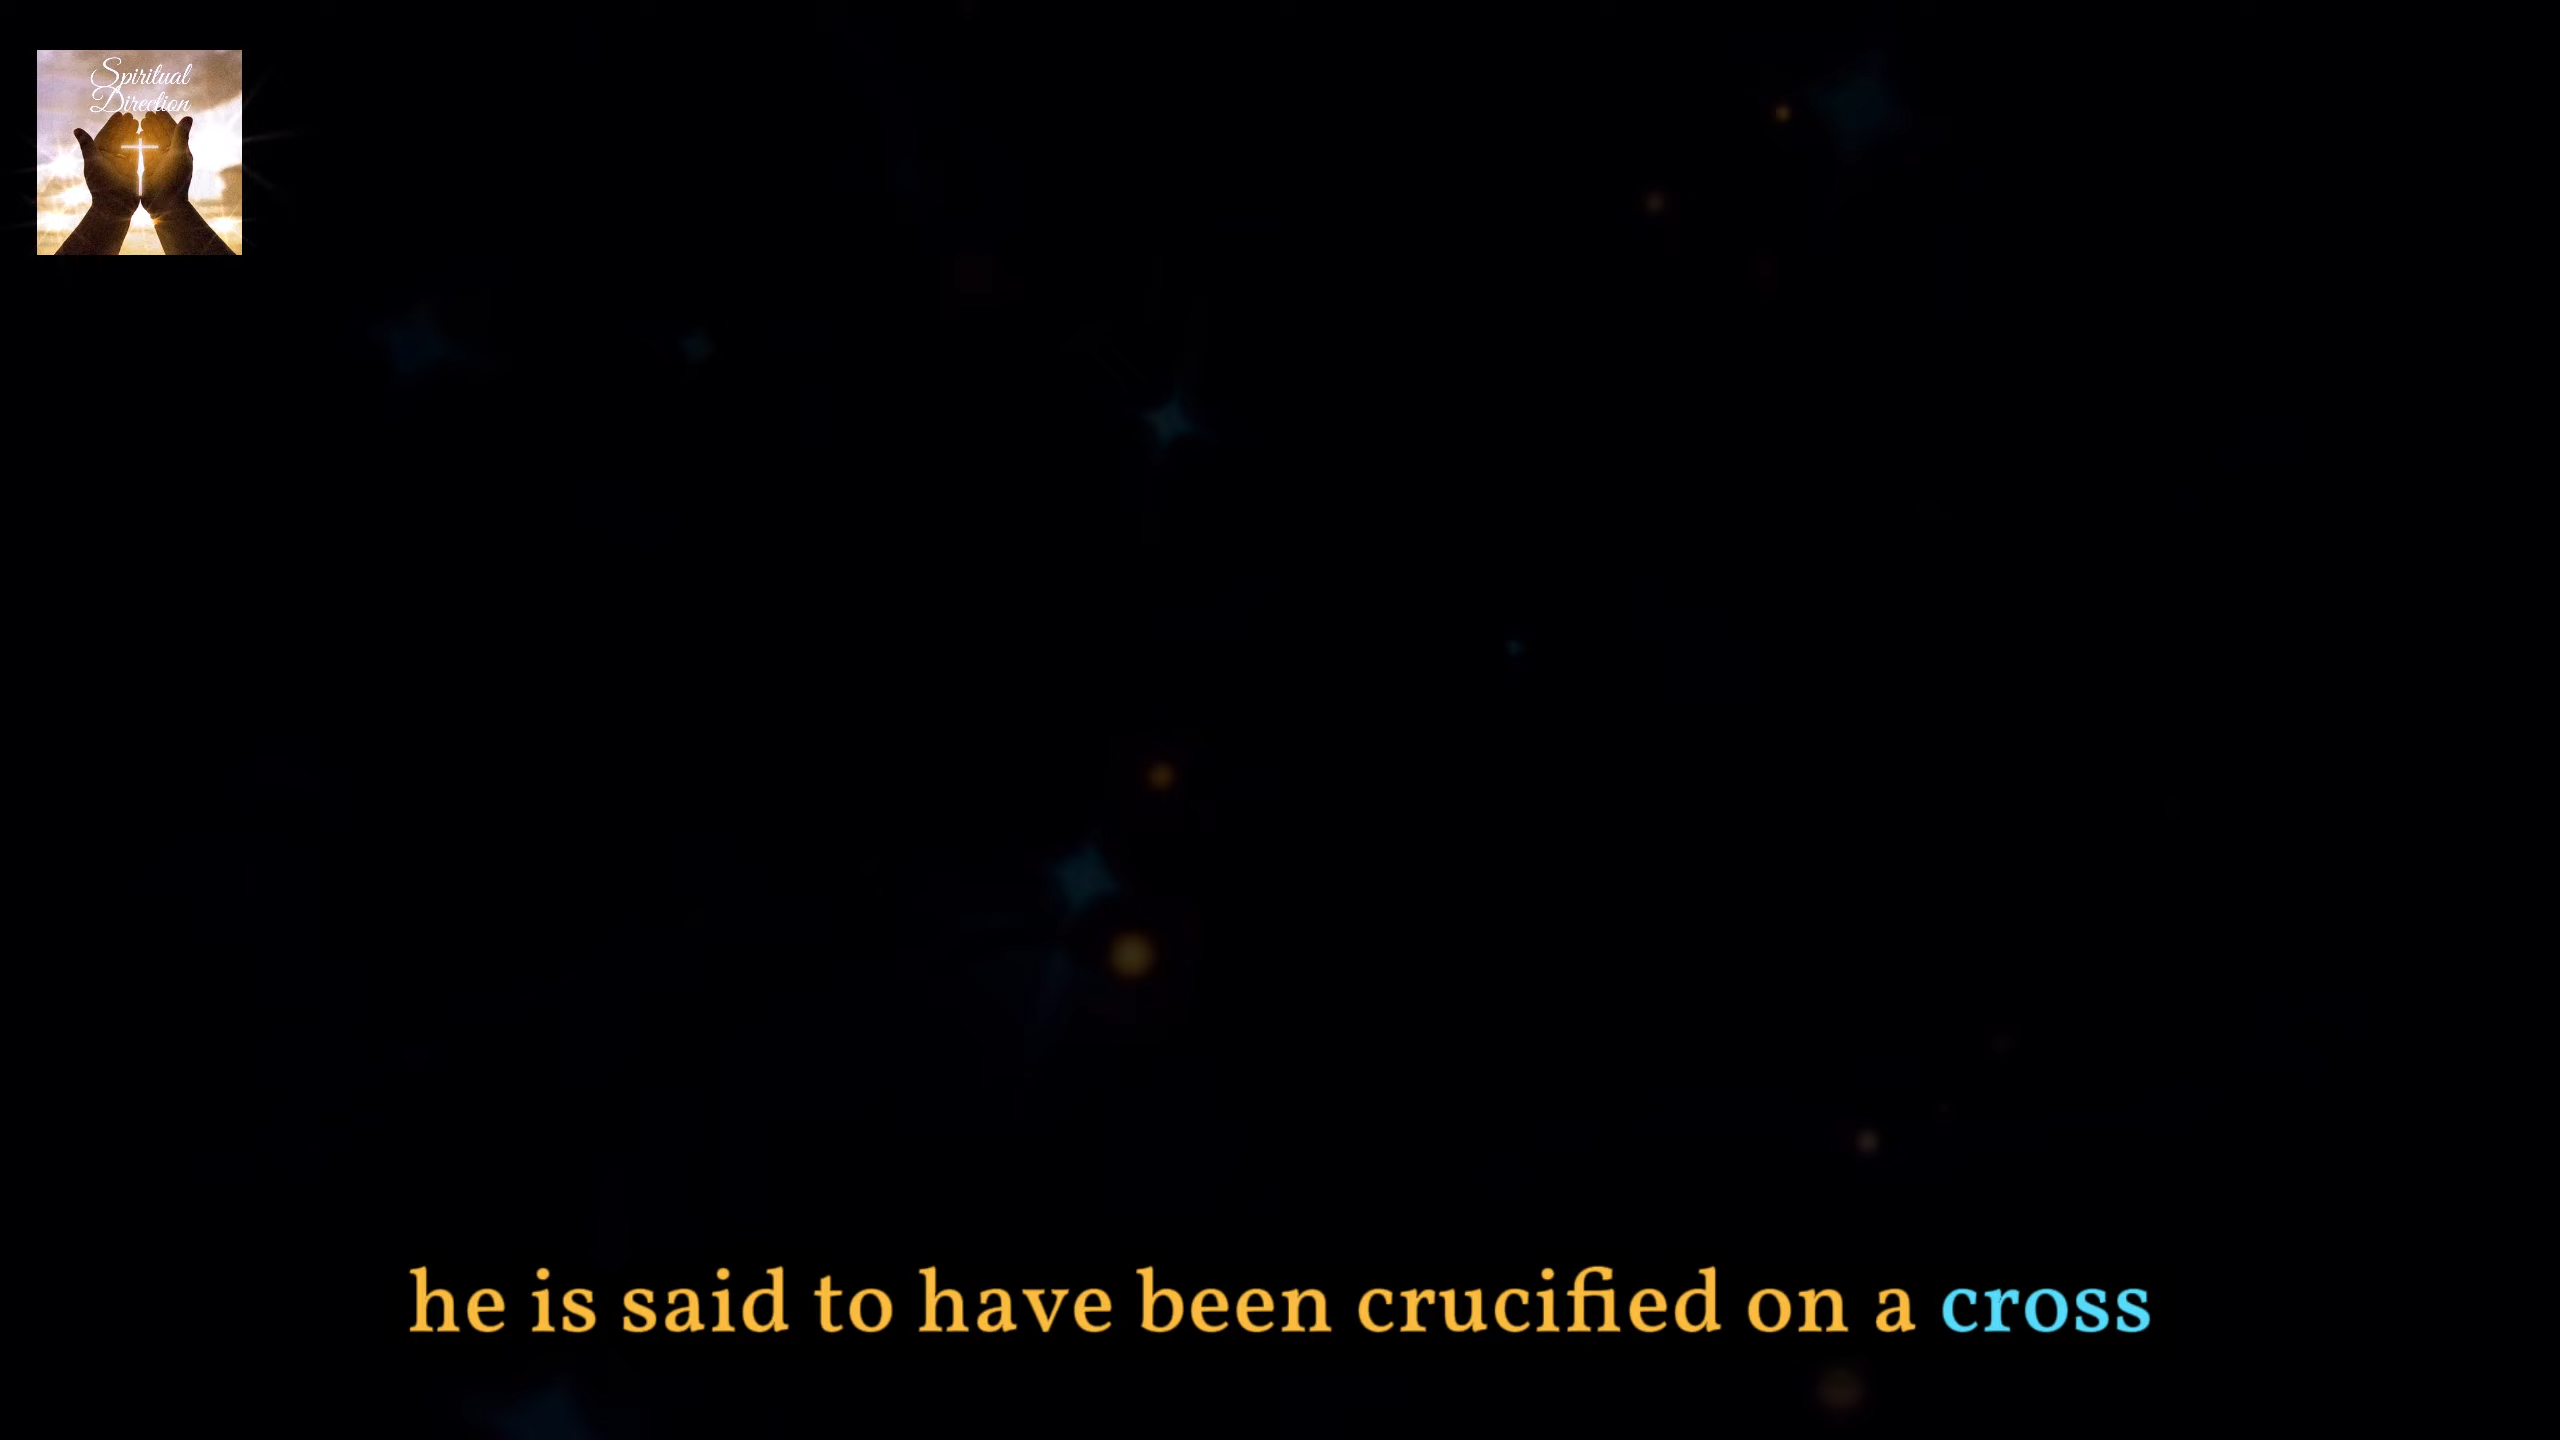 Spiritual
Direction
he is said to have been crucified on a cross